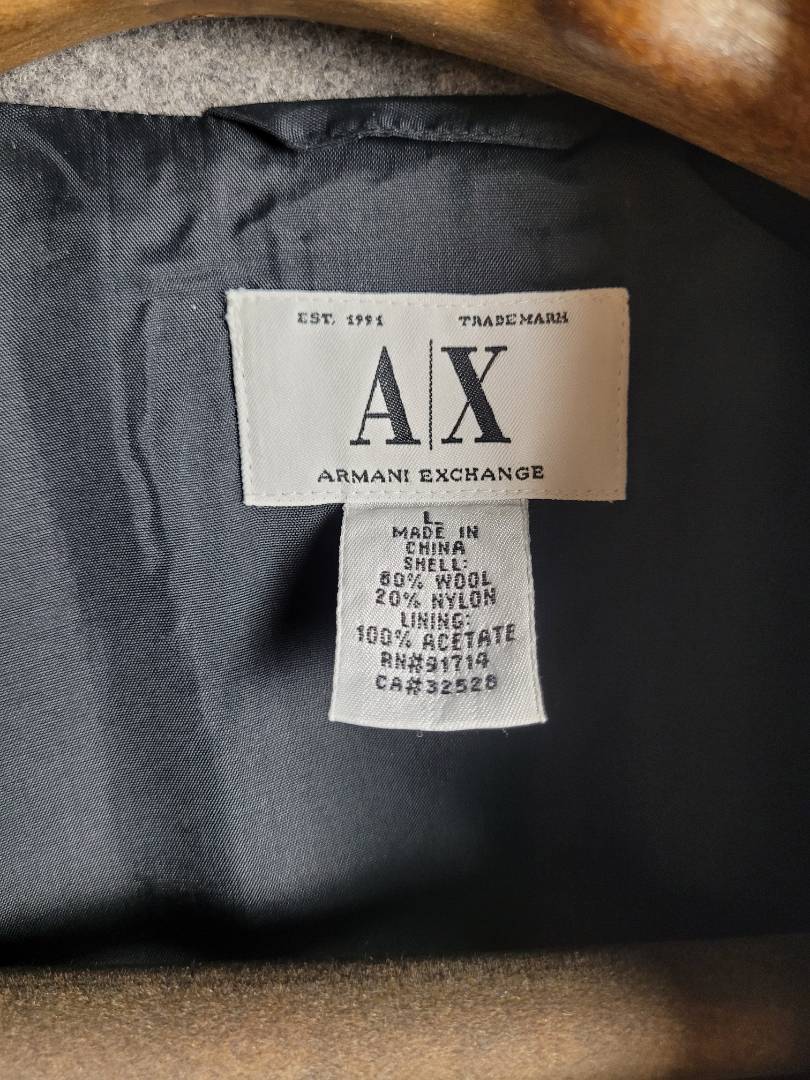 EST. 1991 TRADEMARK
A|X
ARMANI EXCHANGE
L
MADE IN
CHINA
SHELL:
80% WOOL
20% NYLON
LINING:
100% ACETATE
RN#91714
CA#32528